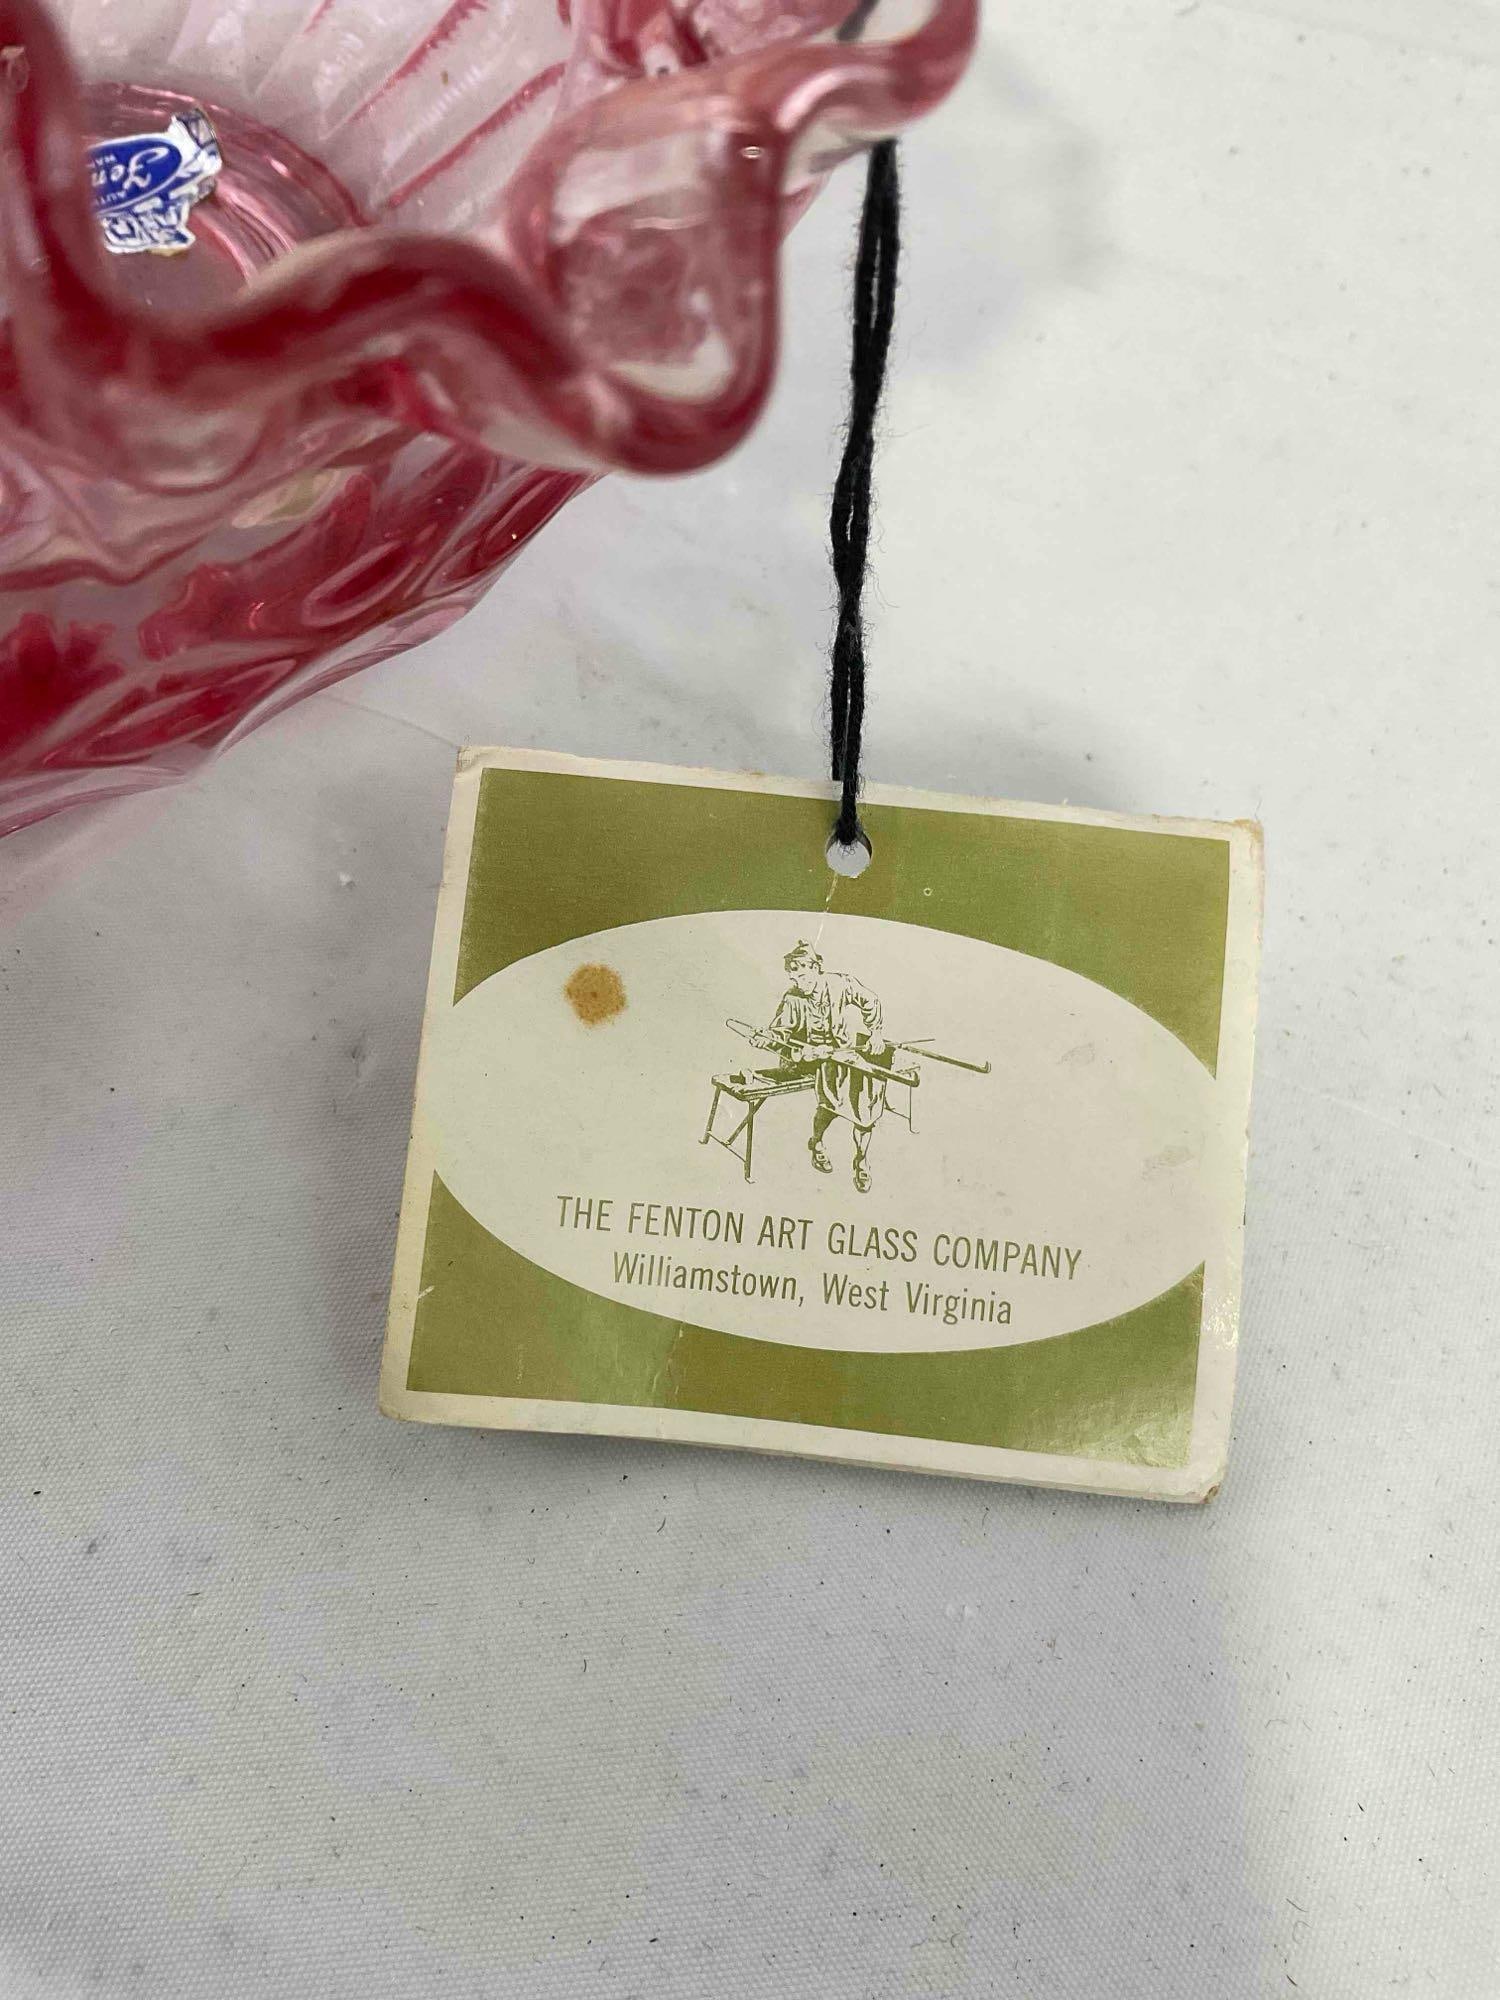 THE FENTON ART GLASS COMPANY
Williamstown, West Virginia